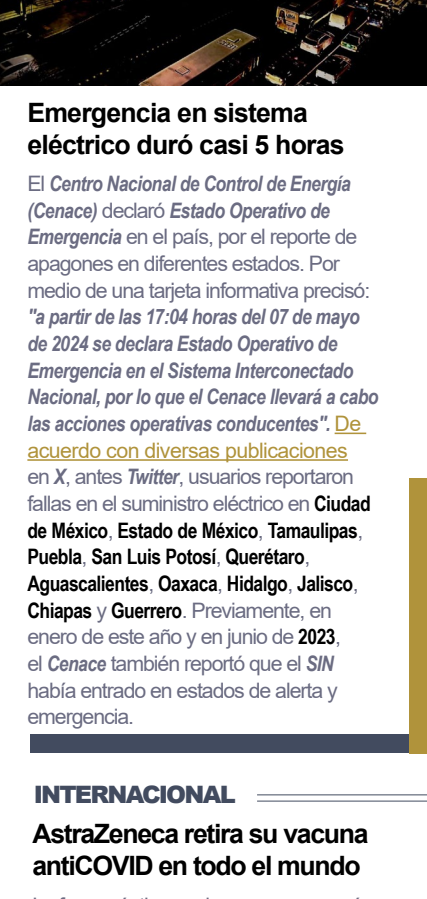 Emergencia en sistema
eléctrico duró casi 5 horas
El Centro Nacional de Control de Energía
(Cenace) declaró Estado Operativo de
Emergencia en el país, por el reporte de
apagones en diferentes estados. Por
medio de una tarjeta informativa precisó:
"a partir de las 17:04 horas del 07 de mayo
de 2024 se declara Estado Operativo de
Emergencia en el Sistema Interconectado
Nacional, por lo que el Cenace llevará a cabo
las acciones operativas conducentes". De
acuerdo con diversas publicaciones
en X, antes Twitter, usuarios reportaron
fallas en el suministro eléctrico en Ciudad
de México, Estado de México, Tamaulipas,
Puebla, San Luis Potosí, Querétaro,
Aguascalientes, Oaxaca, Hidalgo, Jalisco,
Chiapas y Guerrero. Previamente, en
enero de este año y en junio de 2023,
el Cenace también reportó que el SIN
había entrado en estados de alerta y
emergencia.
INTERNACIONAL
AstraZeneca retira su vacuna
antiCOVID en todo el mundo